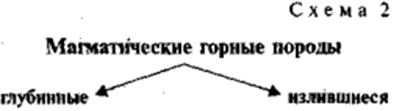 Схема 2
Магматические горные породы
глубинные излившиеся